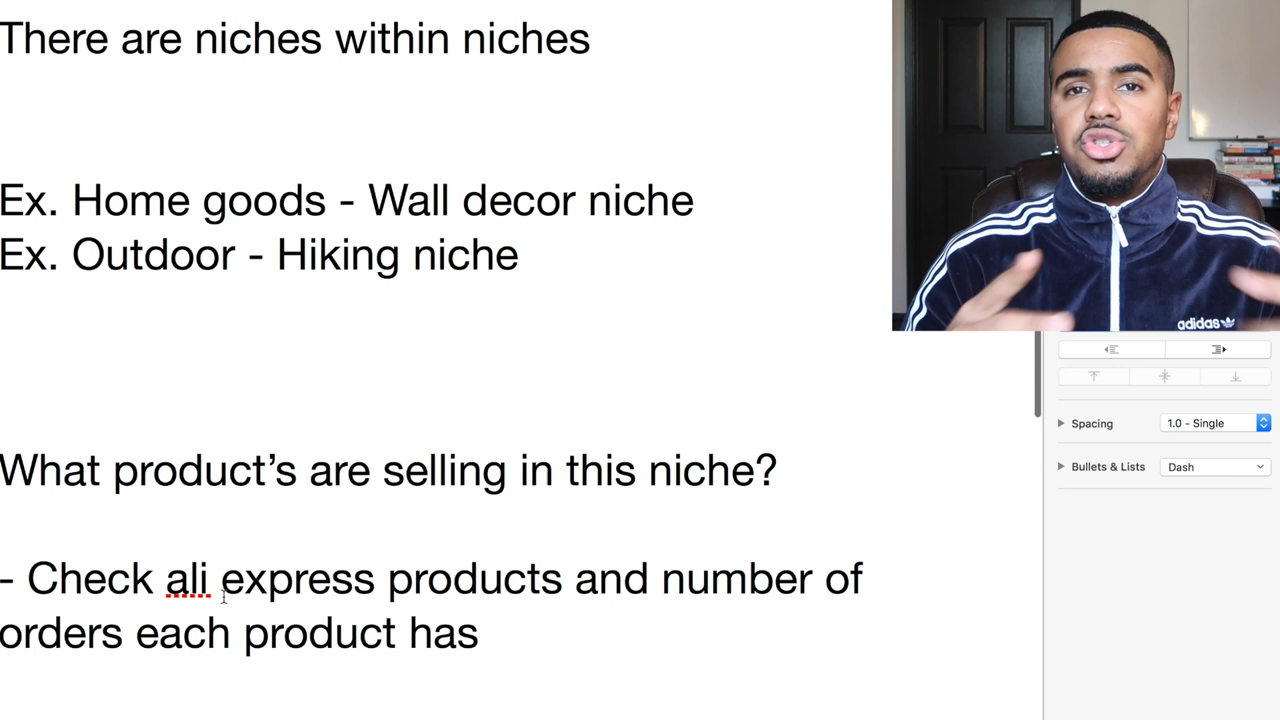 There are niches within niches
Ex. Home goods - Wall decor niche
Ex. Outdoor - Hiking niche
adidas
Spacing
1.0 - Single
Bullets & Lists
Dash
What product’s are selling in this niche?
- Check ali express products and number of
orders each product has